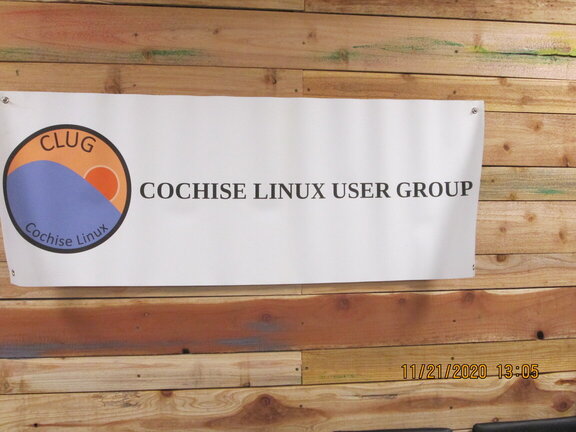 CLUG
Cochise Linux
COCHISE LINUX USER GROUP
11/21/2020 13:05